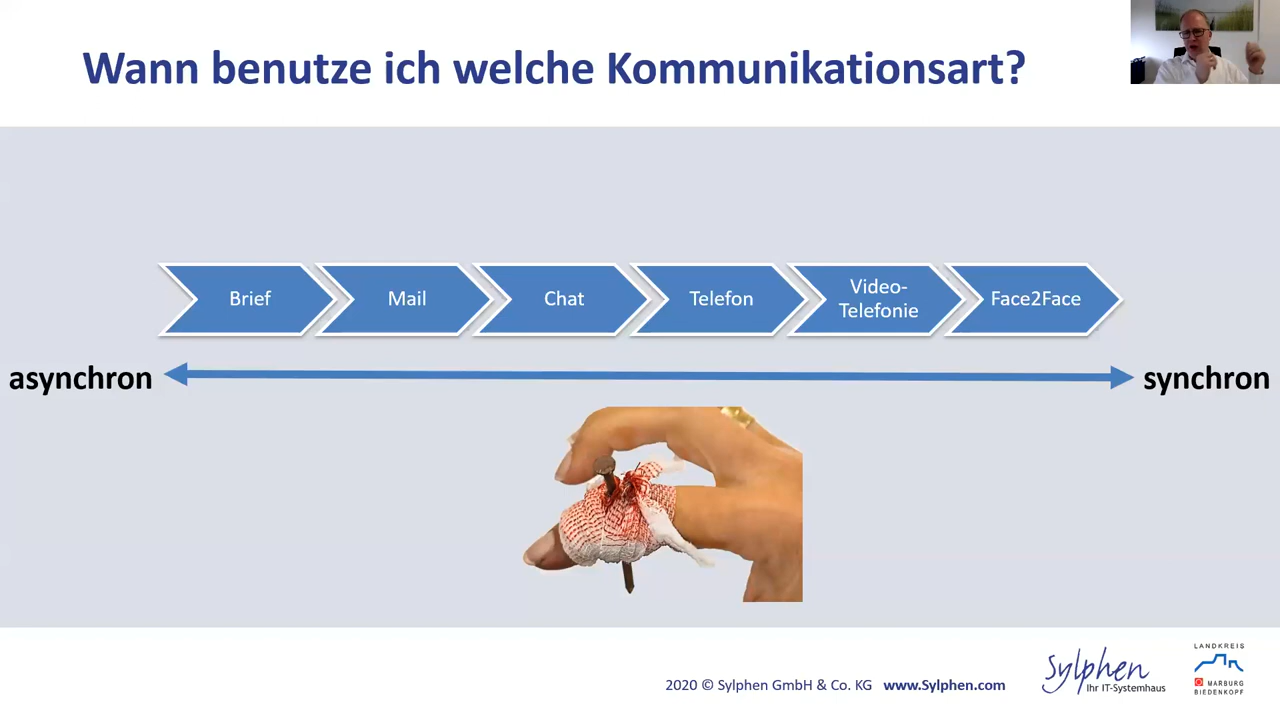 Wann benutze ich welche Kommunikationsart?
Brief
Mail
Chat
Telefon
Video-
Telefonie
Face2Face
asynchron
synchron
2020 © Sylphen GmbH & Co. KG www.Sylphen.com
Sylphen
Ihr IT-Systemhaus
LANDKREIS
MARBURG
BIEDENKOPF